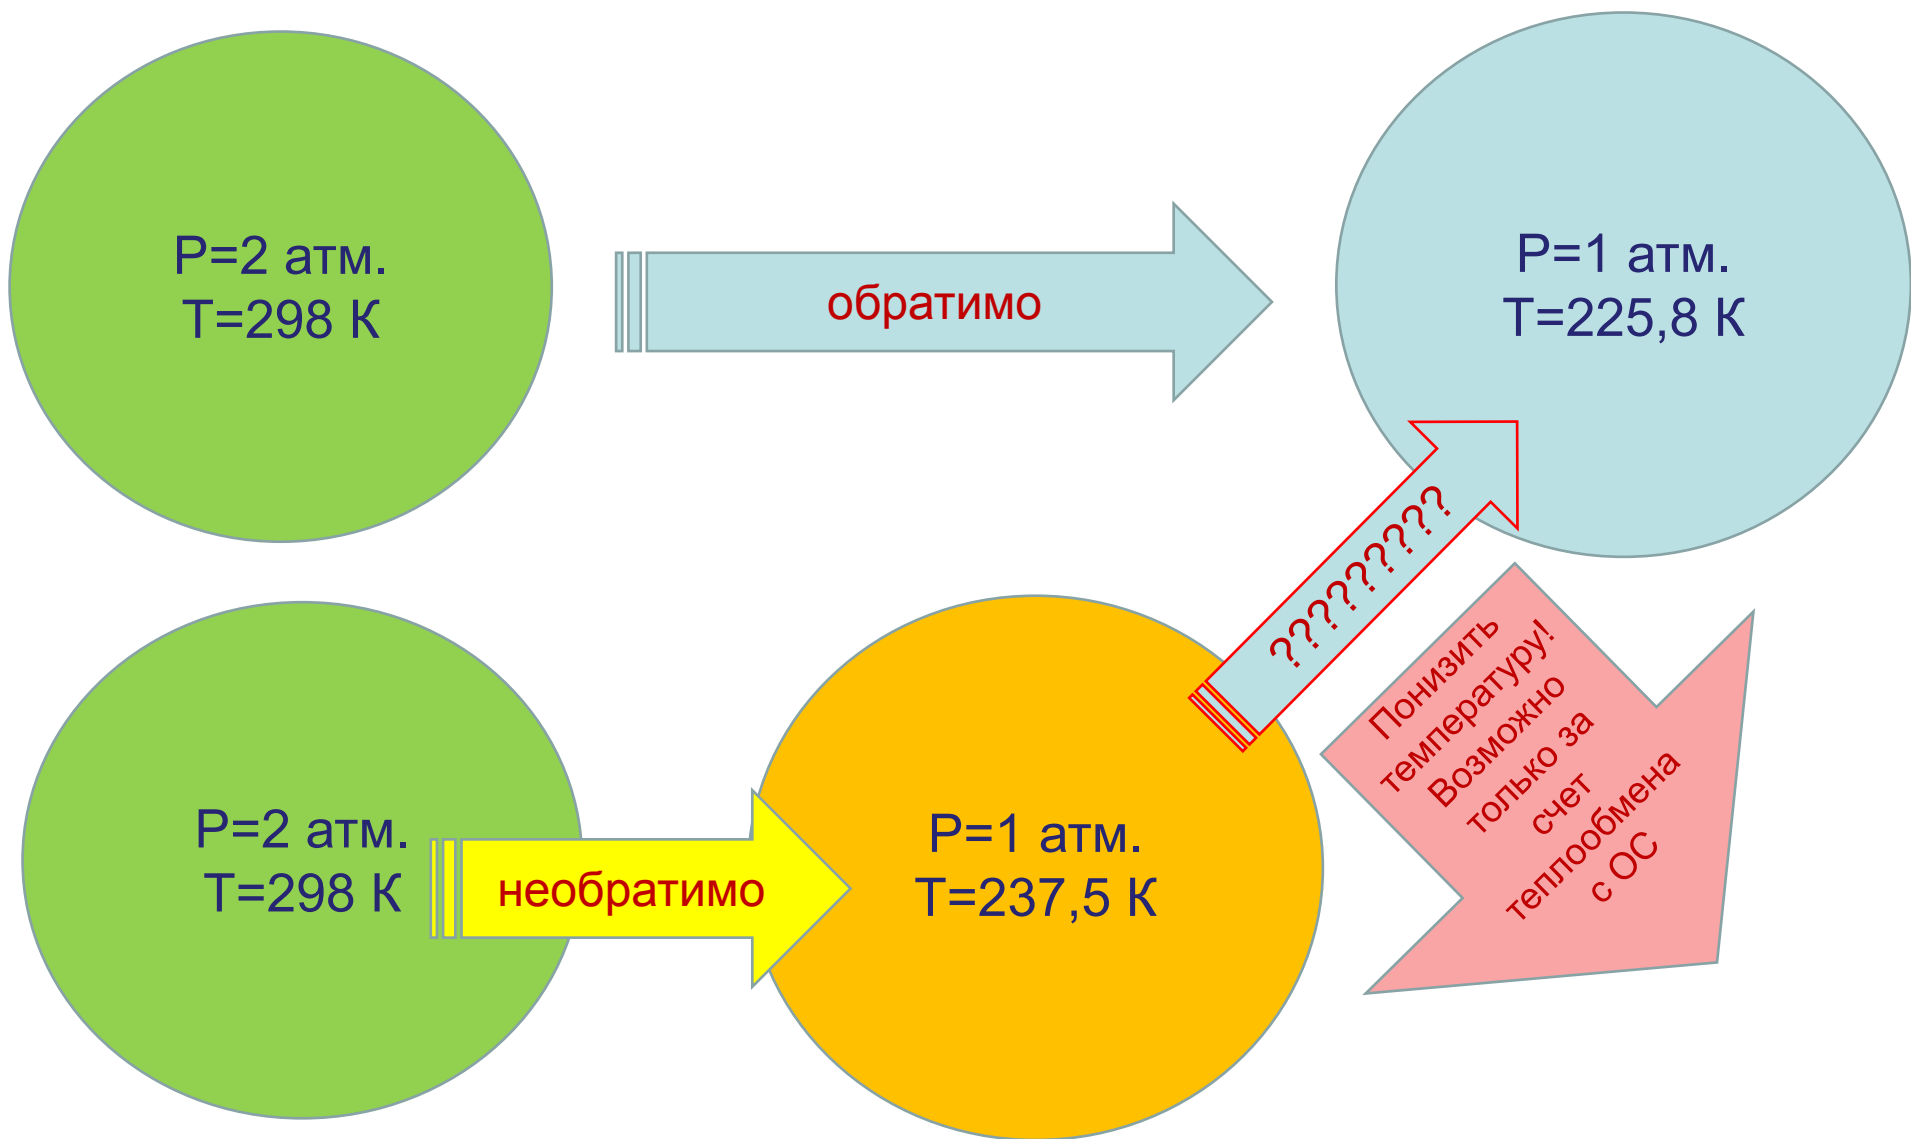 P=2 атм.
T=298 К
обратимо
P=1 атм.
T=225,8 К
????????
Понизить
температуру!
Возможно
только за
счет
теплообмена
с ОС
P=2 атм.
T=298 К
необратимо
P=1 атм.
T=237,5 К